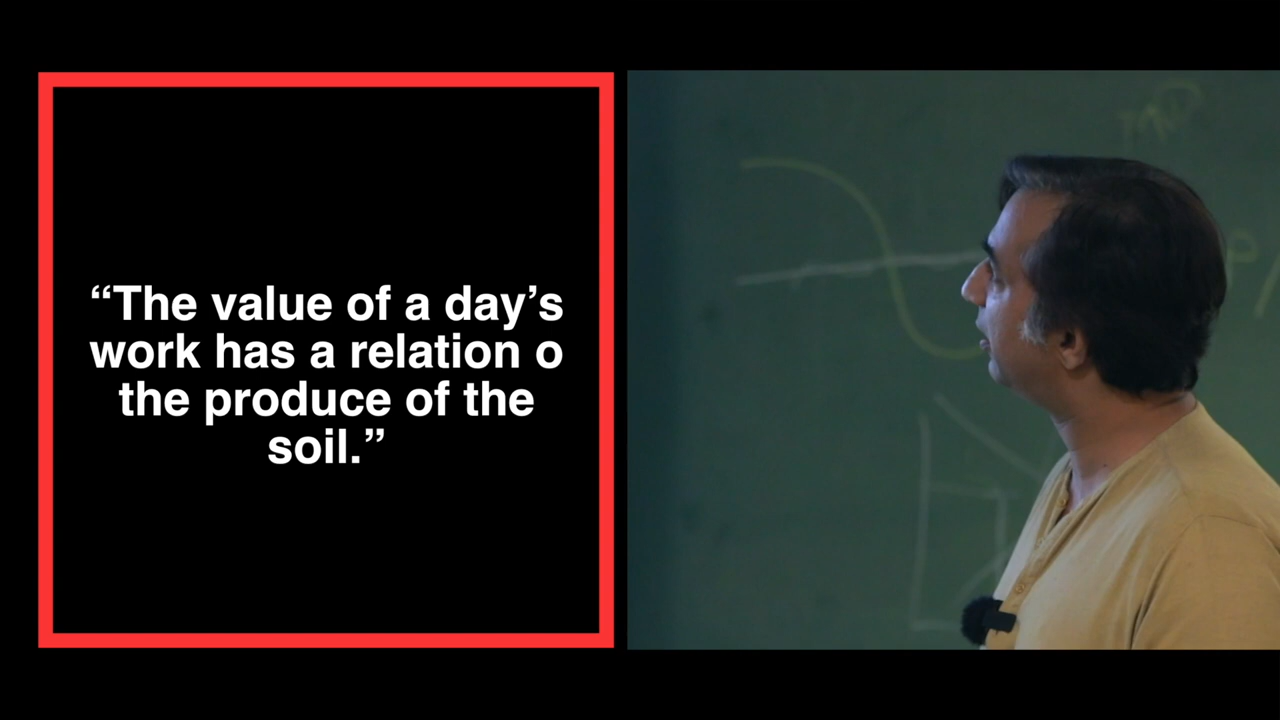 “The value of a day’s
work has a relation o
the produce of the
soil.”